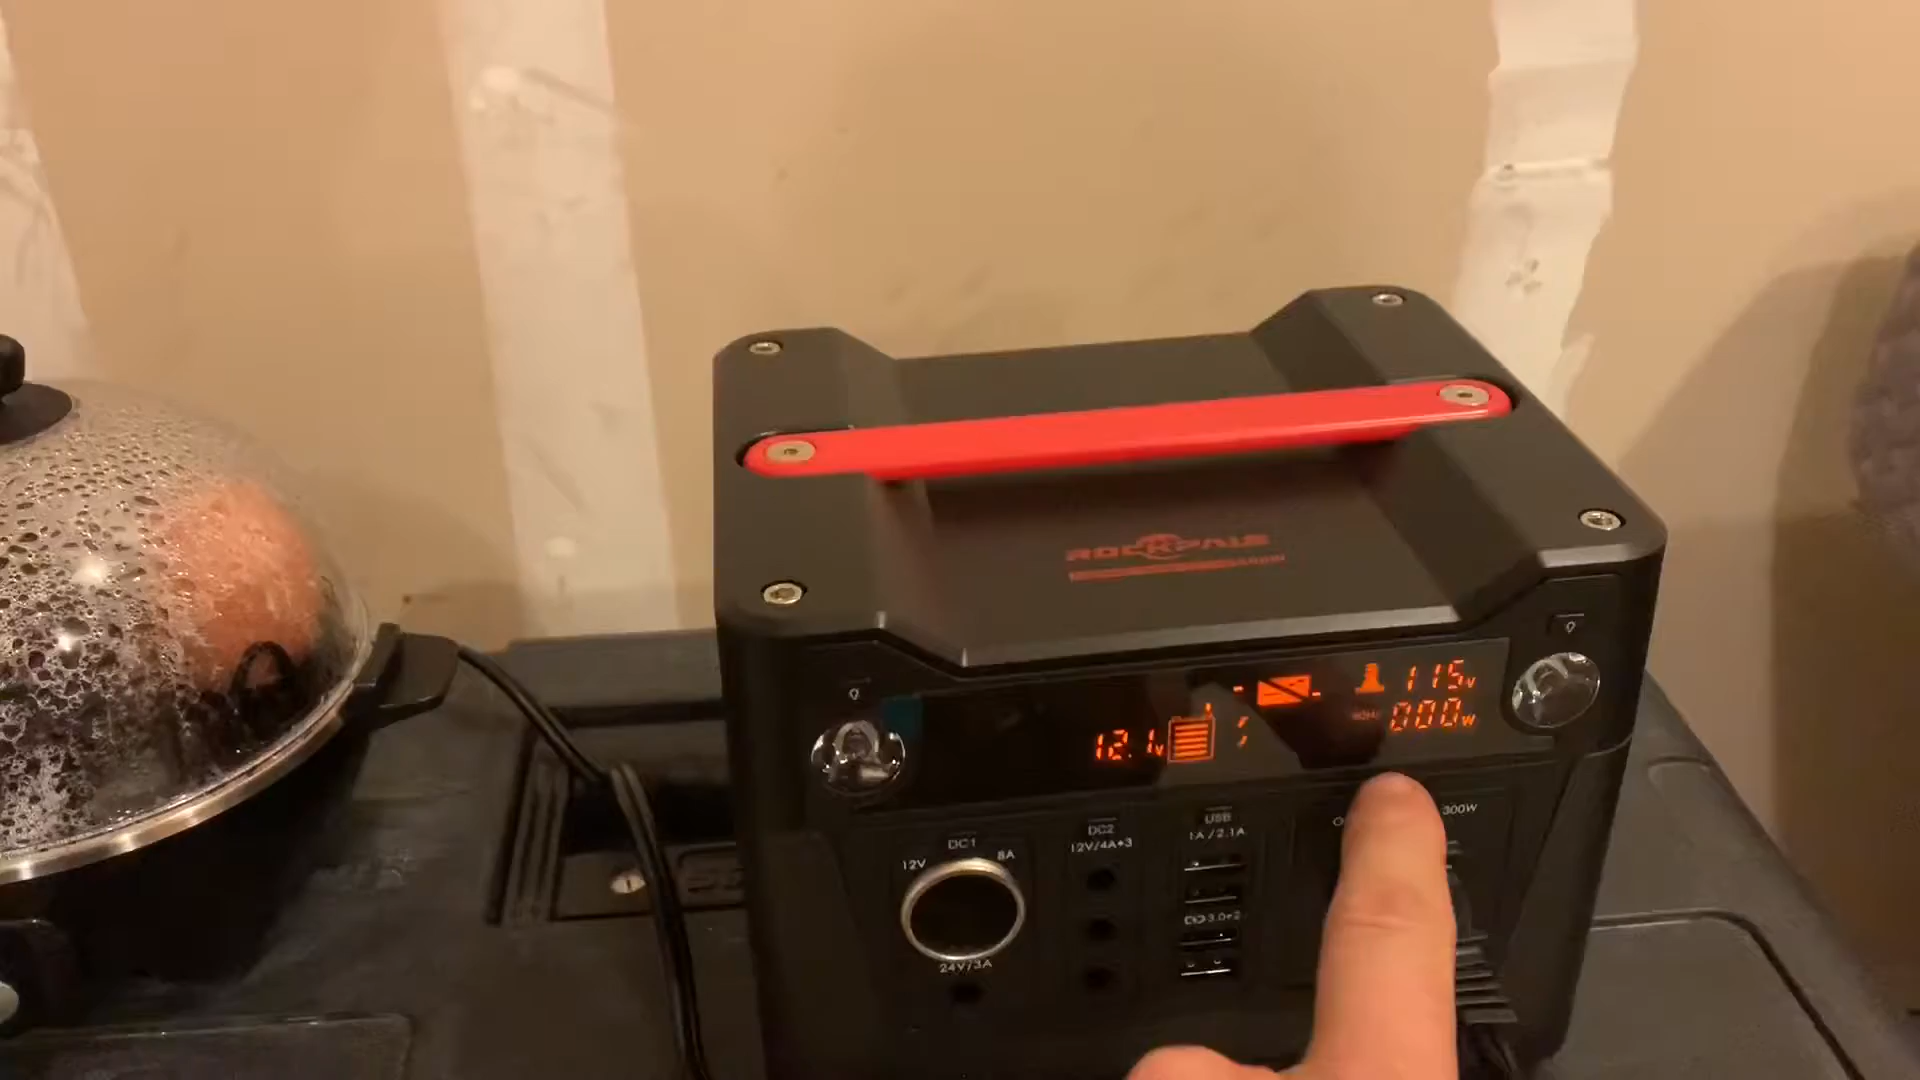 ROCKPALS
115v
60Hz 000w
12.1v
300W
DC1
12V 8A
24V/3A
DC2
12V/4A*3
USB
1A/2.1A
QC3.0*2